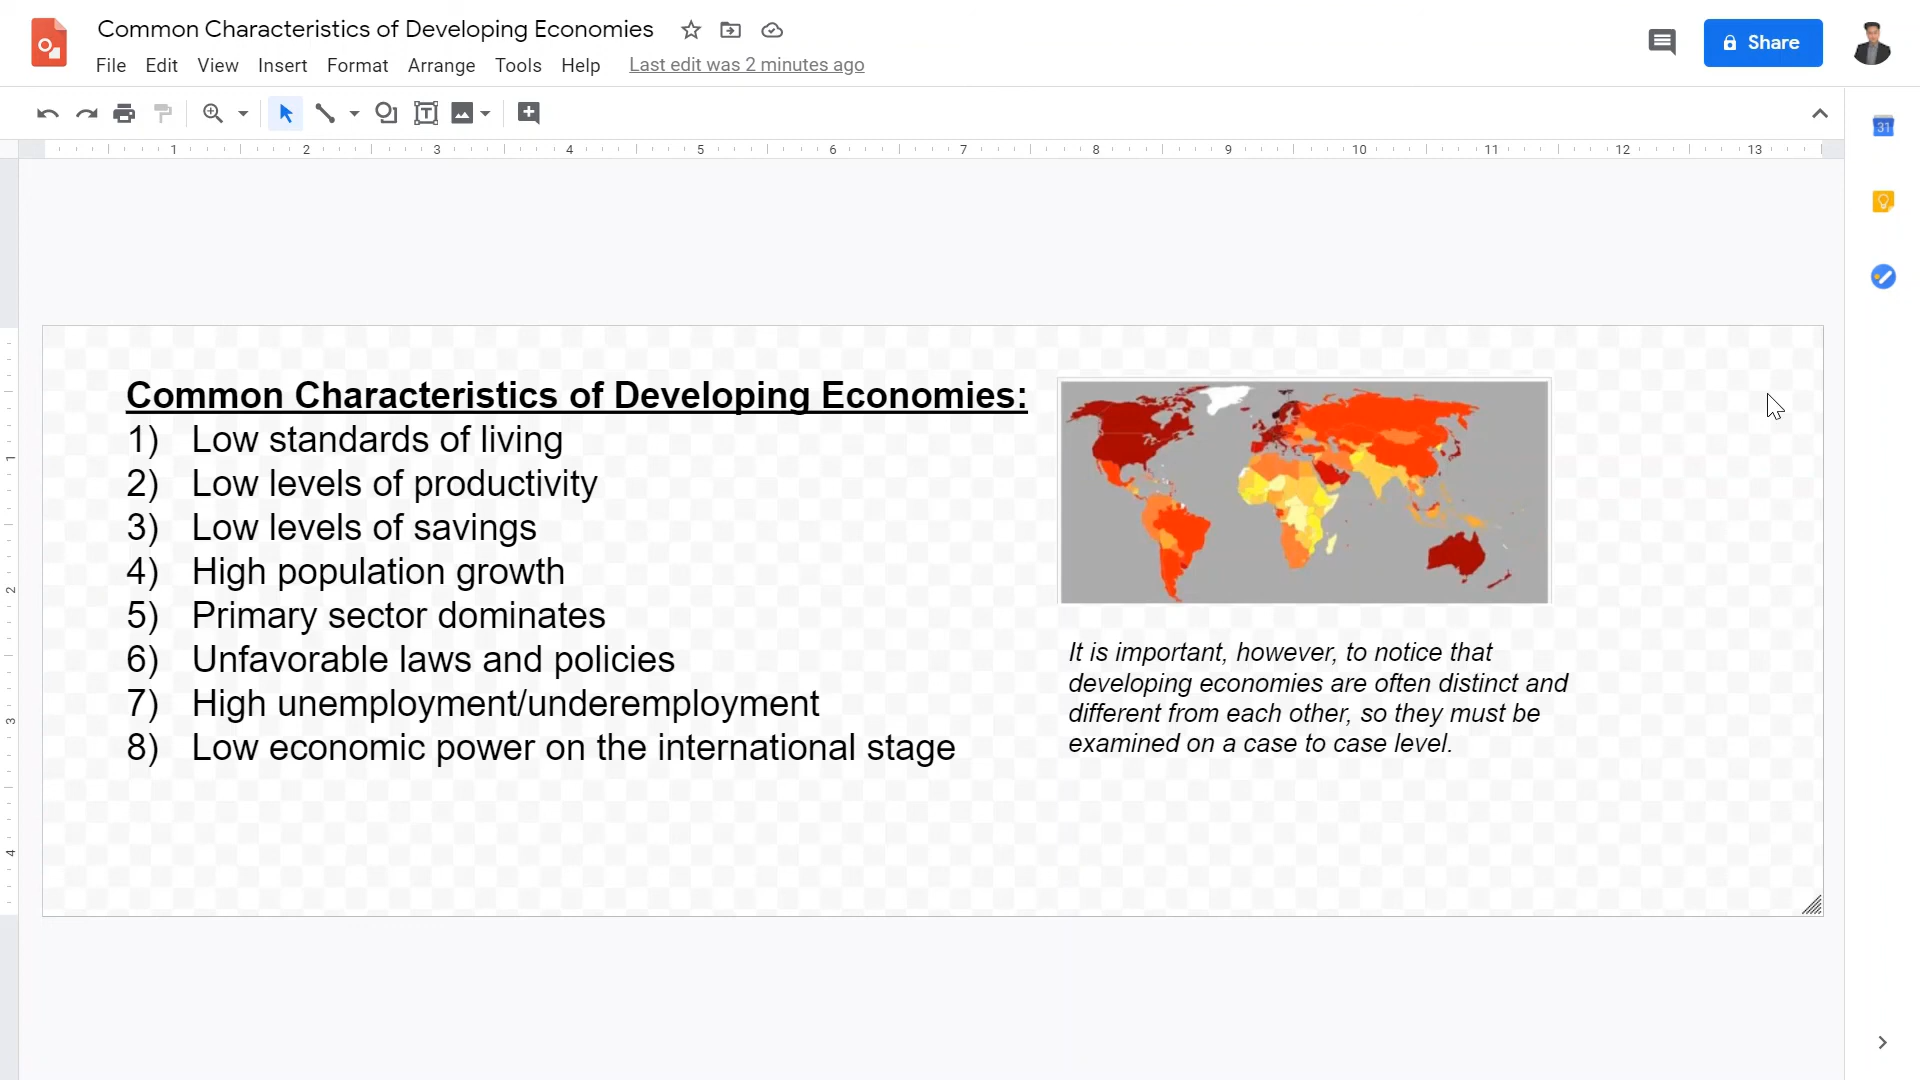 Common Characteristics of Developing Economies
File Edit View Insert Format Arrange Tools Help Last edit was 2 minutes ago
Share
31
1 2 3 4 5 6 7 8 9 10 11 12 13
1
2
3
4
Common Characteristics of Developing Economies:
1) Low standards of living
2) Low levels of productivity
3) Low levels of savings
4) High population growth
5) Primary sector dominates
6) Unfavorable laws and policies
7) High unemployment/underemployment
8) Low economic power on the international stage
It is important, however, to notice that
developing economies are often distinct and
different from each other, so they must be
examined on a case to case level.